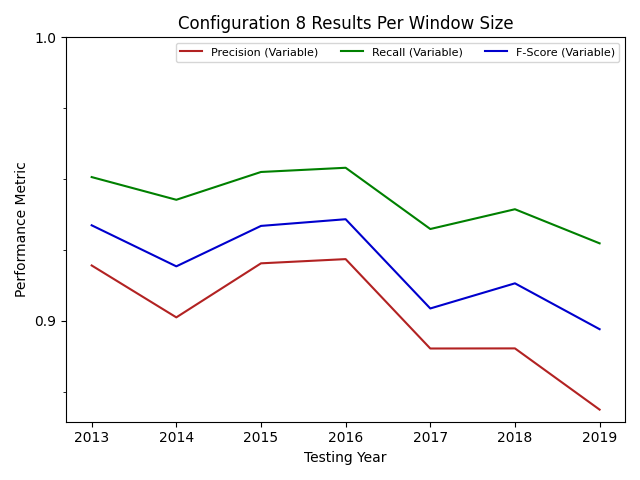 Configuration 8 Results Per Window Size
Precision (Variable) Recall (Variable) F-Score (Variable)
1.0
0.9
Performance Metric
2013 2014 2015 2016 2017 2018 2019
Testing Year